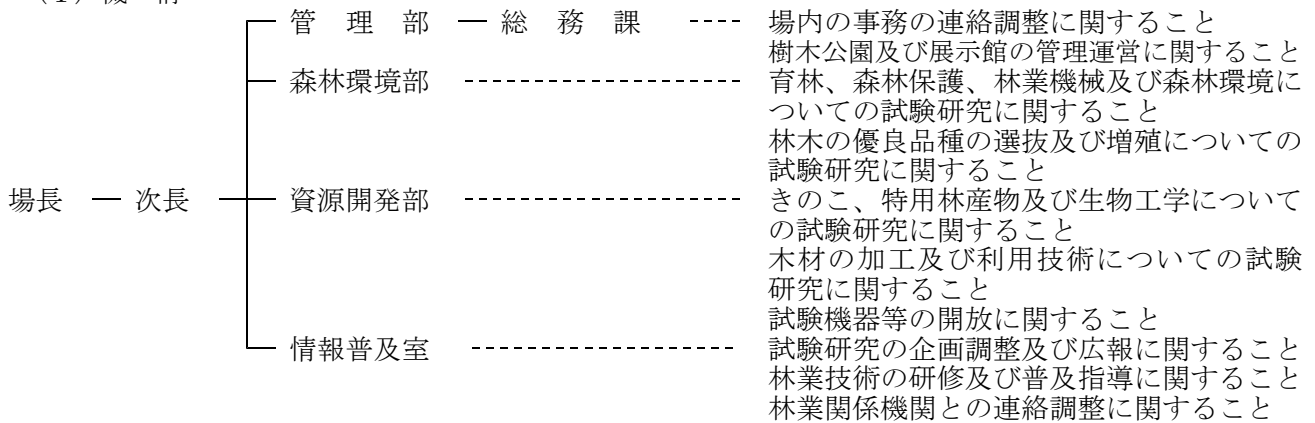 管理部 ― 総務課 ---- 場内の事務の連絡調整に関すること
樹木公園及び展示館の管理運営に関すること
森林環境部 ---- 育林、森林保護、林業機械及び森林環境に
ついての試験研究に関すること
林木の優良品種の選抜及び増殖についての
試験研究に関すること
場長 ― 次長 ― 資源開発部 ---- きのこ、特用林産物及び生物工学について
の試験研究に関すること
木材の加工及び利用技術についての試験
研究に関すること
試験機器等の開放に関すること
情報普及室 ---- 試験研究の企画調整及び広報に関すること
林業技術の研修及び普及指導に関すること
林業関係機関との連絡調整に関すること